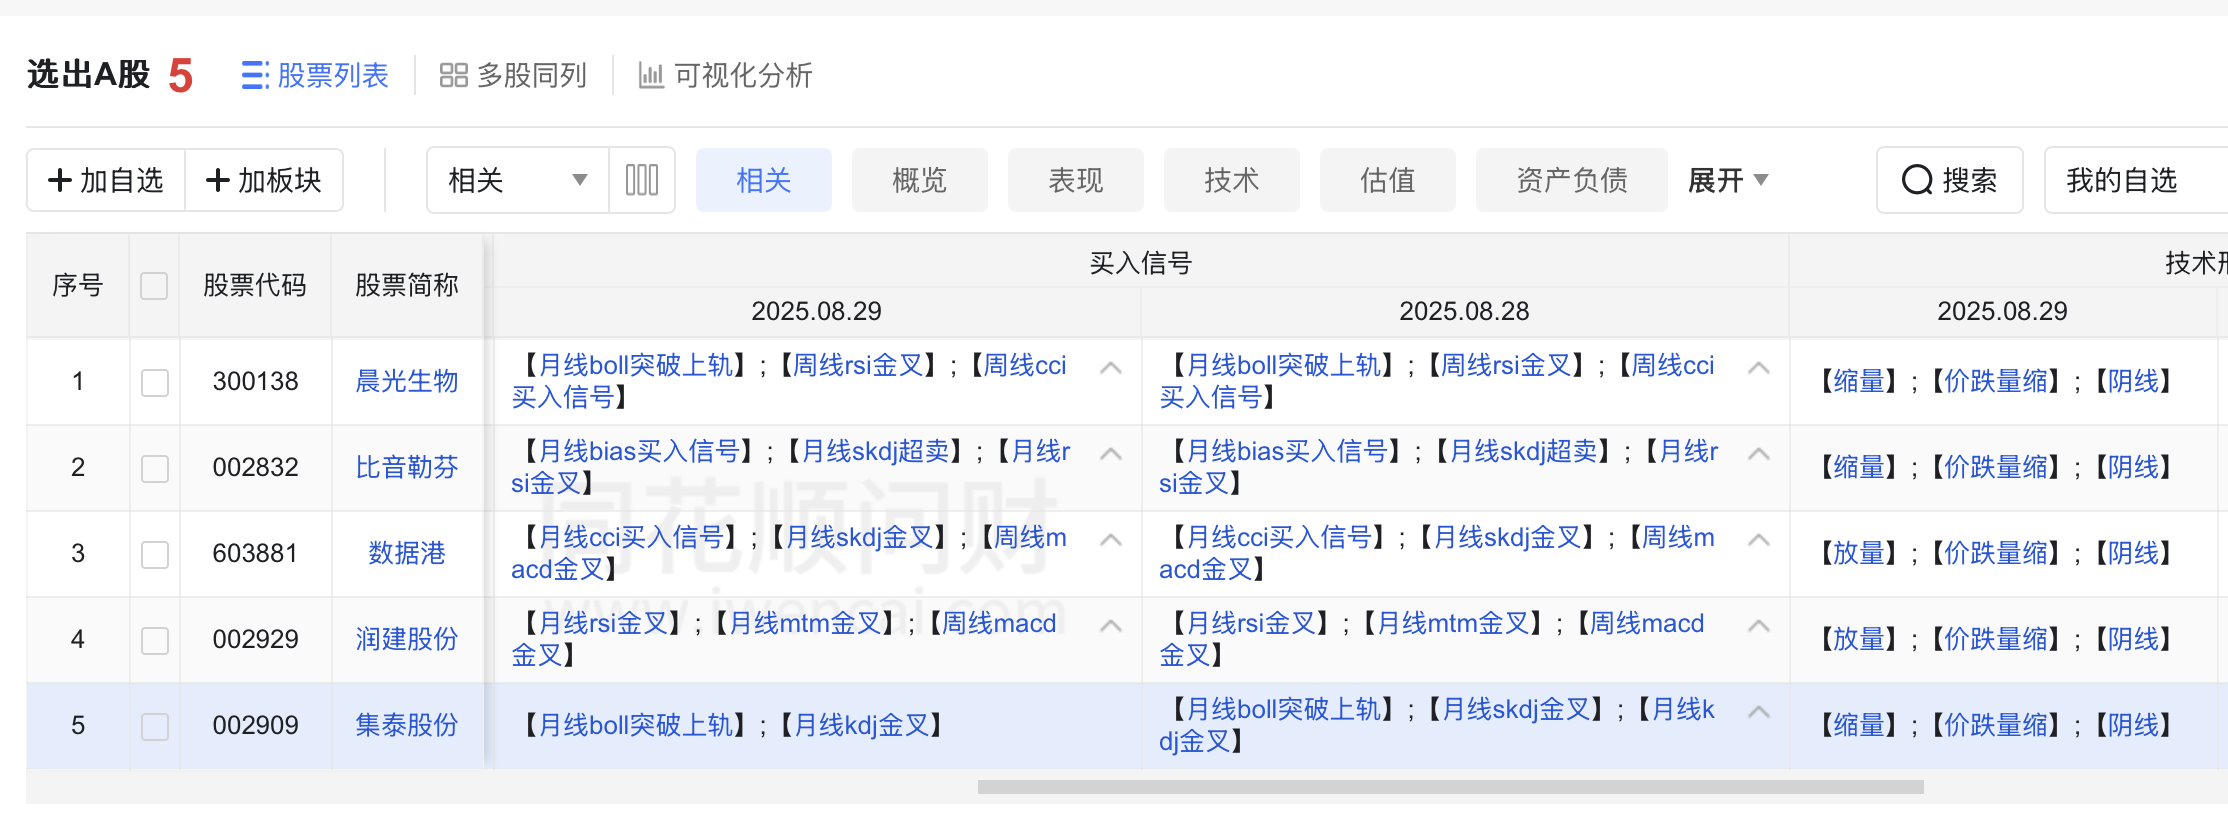 选出A股 5 股票列表 多股同列 可视化分析
加自选 加板块 相关 相关 概览 表现 技术 估值 资产负债 展开 搜索 我的自选
序号 股票代码 股票简称 买入信号 技术形
2025.08.29 2025.08.28 2025.08.29
1 300138 晨光生物 【月线boll突破上轨】;【周线rsi金叉】;【周线cci买入信号】 【月线boll突破上轨】;【周线rsi金叉】;【周线cci买入信号】 【缩量】;【价跌量缩】;【阴线】
2 002832 比音勒芬 【月线bias买入信号】;【月线skdj超卖】;【月线rsi金叉】 【月线bias买入信号】;【月线skdj超卖】;【月线rsi金叉】 【缩量】;【价跌量缩】;【阴线】
3 603881 数据港 【月线cci买入信号】;【月线skdj金叉】;【周线macd金叉】 【月线cci买入信号】;【月线skdj金叉】;【周线macd金叉】 【放量】;【价跌量缩】;【阴线】
4 002929 润建股份 【月线rsi金叉】;【月线mtm金叉】;【周线macd金叉】 【月线rsi金叉】;【月线mtm金叉】;【周线macd金叉】 【放量】;【价跌量缩】;【阴线】
5 002909 集泰股份 【月线boll突破上轨】;【月线kdj金叉】 【月线boll突破上轨】;【月线skdj金叉】;【月线kdj金叉】 【缩量】;【价跌量缩】;【阴线】
同花顺问财
www.iwencai.com